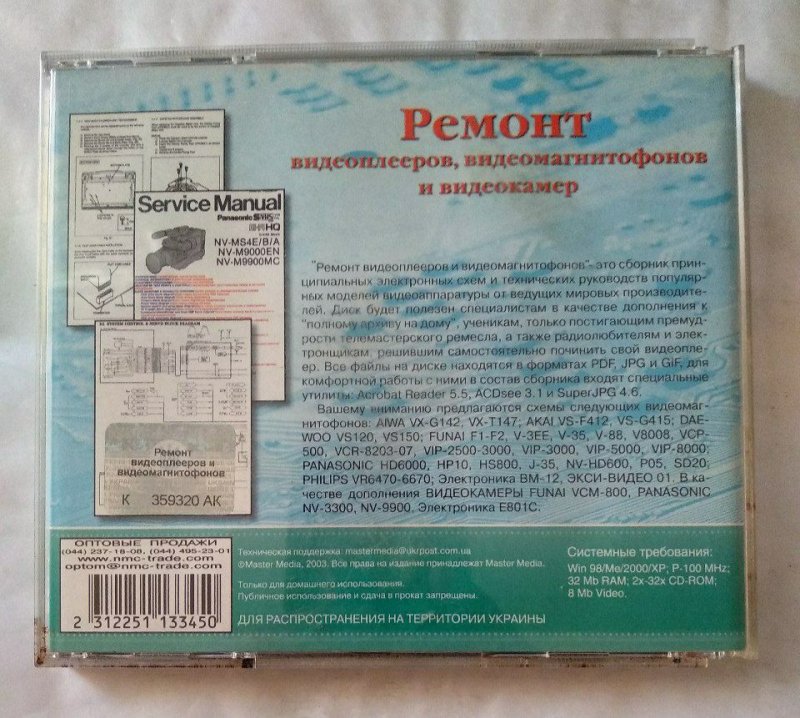 Ремонт
видеоплееров, видеомагнитофонов
и видеокамер
Service Manual
Panasonic
HQ
NV-MS4E/B/A
NV-M9000EN
NV-M9900MC
"Ремонт видеоплееров и видеомагнитофонов"- это сборник прин-
ципиальных электронных схем и технических руководств популяр-
ных моделей видеоаппаратуры от ведущих мировых производите-
лей. Диск будет полезен специалистам в качестве дополнения к
"полному архиву на дому", ученикам, только постигающим премуд-
рости телемастерского ремесла, а также радиолюбителям и элек-
тронщикам, решившим самостоятельно починить свой видеопле-
ер. Все файлы на диске находятся в форматах PDF, JPG и GiF, для
комфортной работы с ними в состав сборника входят специальные
утилиты: Acrobat Reader 5.5, ACDsee 3.1 и SuperJPG 4.6.
Вашему вниманию предлагаются схемы следующих видеомаг-
нитофонов: AIWA VX-G142, VX-T147, AKAI VS-F412, VS-G415; DAE-
WOO VS120, VS150; FUNAI F1-F2, V-3EE, V-35, V-88, V8008, VCP-
500, VCR-8203-07, VIP-2500-3000, VIP-3000, VIP-5000, VIP-8000;
PANASONIC HD6000, HP10, HS800, J-35, NV-HD600, P05, SD20;
PHILIPS VR6470-6670; Электроника ВМ-12, ЭКСИ-ВИДЕО 01. В ка-
честве дополнения ВИДЕОКАМЕРЫ FUNAI VCM-800, PANASONIC
NV-3300, NV-9900. Электроника E801C.
Ремонт
видеоплееров и
видеомагнитофонов
К 359320 АК
ОПТОВЫЕ ПРОДАЖИ
(044) 237-18-08, (044) 495-23-01
www.nmc-trade.com
optom@nmc-trade.com
2 312251 133450
Техническая поддержка: mastermedia@ukrpost.com.ua
©Master Media, 2003. Все права на издание принадлежат Master Media.
Только для домашнего использования.
Публичное использование и сдача в прокат запрещены.
ДЛЯ РАСПРОСТРАНЕНИЯ НА ТЕРРИТОРИИ УКРАИНЫ
Системные требования:
Win 98/Me/2000/XP; P-100 MHz;
32 Mb RAM; 2x-32x CD-ROM;
8 Mb Video.